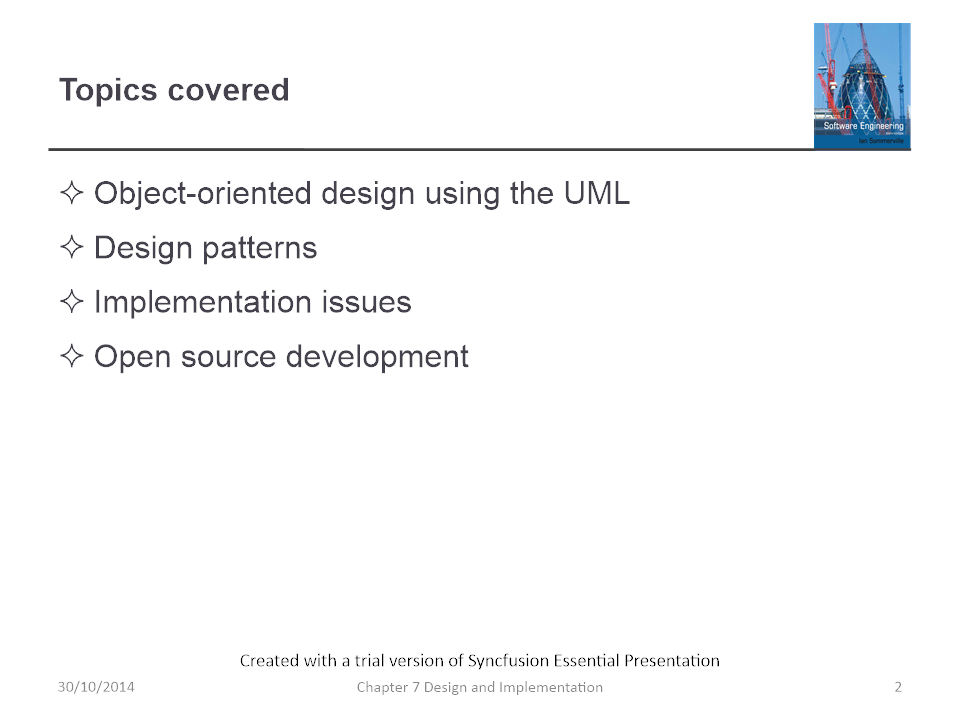 Topics covered
Software Engineering
Ian Sommerville
Object-oriented design using the UML
Design patterns
Implementation issues
Open source development
Created with a trial version of Syncfusion Essential Presentation
30/10/2014 Chapter 7 Design and Implementation 2